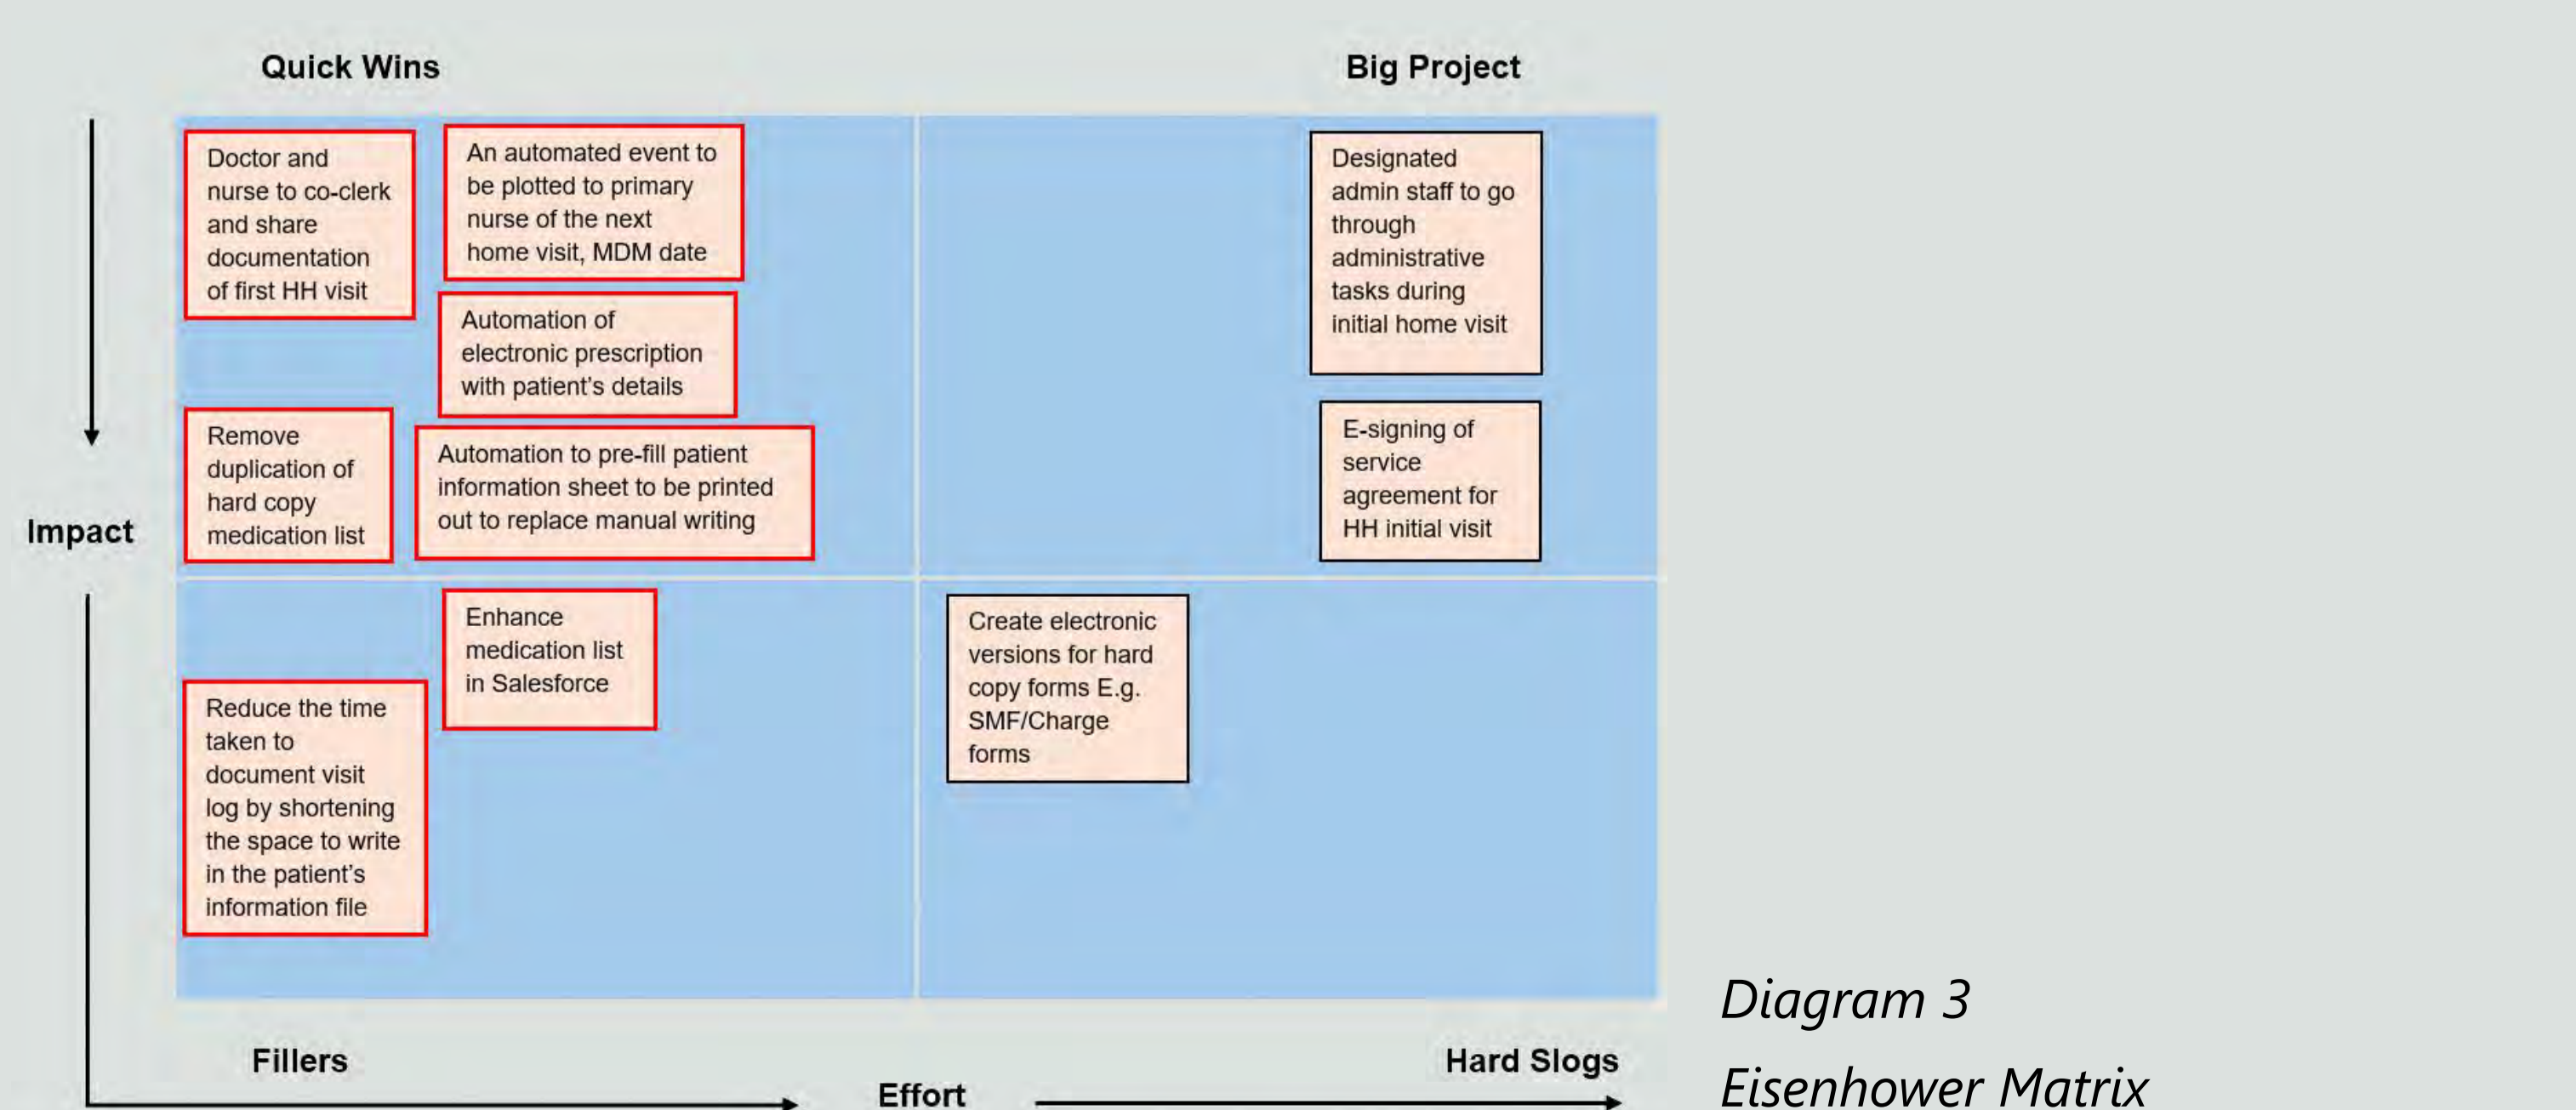 Quick Wins
Big Project
Doctor and
nurse to co-clerk
and share
documentation
of first HH visit
An automated event to
be plotted to primary
nurse of the next
home visit, MDM date
Automation of
electronic prescription
with patient's details
Remove
duplication of
hard copy
medication list
Automation to pre-fill patient
information sheet to be printed
out to replace manual writing
Designated
admin staff to go
through
administrative
tasks during
initial home visit
E-signing of
service
agreement for
HH initial visit
Impact
Enhance
medication list
in Salesforce
Reduce the time
taken to
document visit
log by shortening
the space to write
in the patient's
information file
Create electronic
versions for hard
copy forms E.g.
SMF/Charge
forms
Fillers
Hard Slogs
Effort
Diagram 3
Eisenhower Matrix